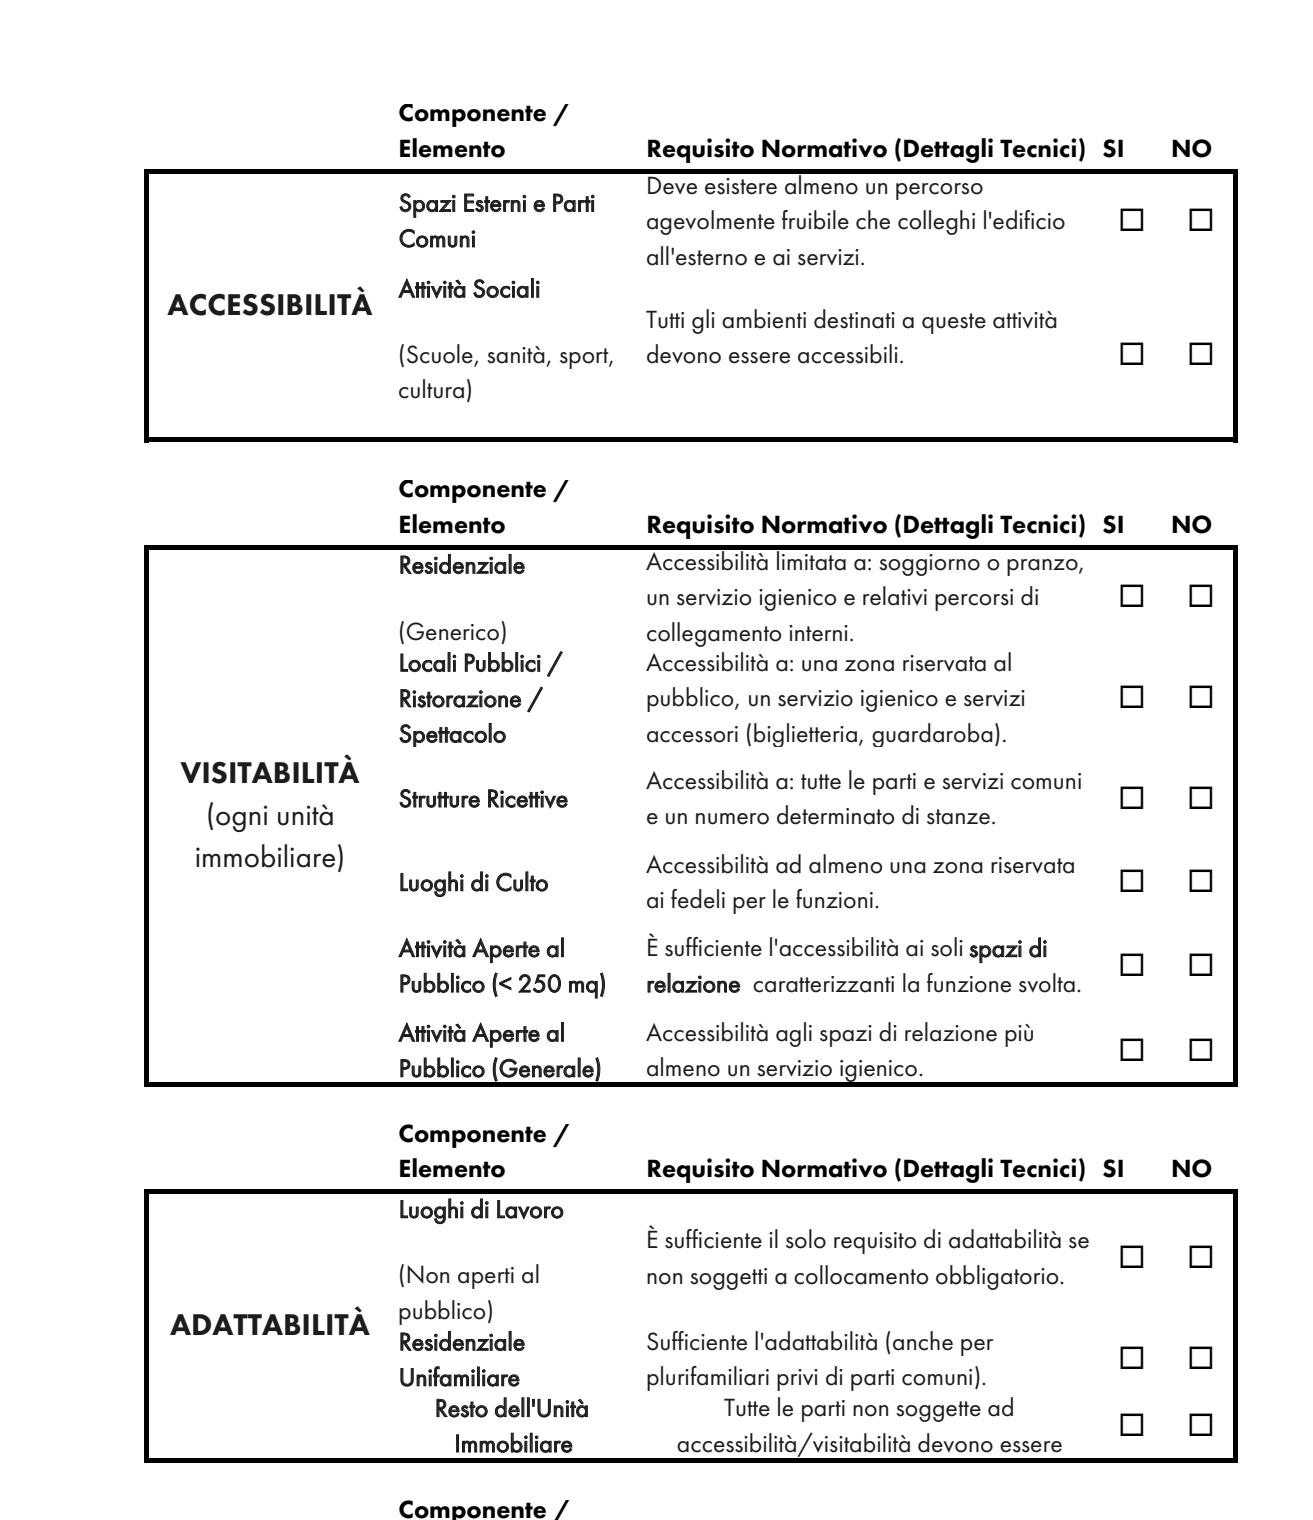 Componente /
Elemento
Requisito Normativo (Dettagli Tecnici) SI NO
ACCESSIBILITÀ
Spazi Esterni e Parti
Comuni
Deve esistere almeno un percorso
agevolmente fruibile che colleghi l'edificio
all'esterno e ai servizi.
☐ ☐
Attività Sociali
(Scuole, sanità, sport,
cultura)
Tutti gli ambienti destinati a queste attività
devono essere accessibili.
☐ ☐
Componente /
Elemento
Requisito Normativo (Dettagli Tecnici) SI NO
VISITABILITÀ
(ogni unità
immobiliare)
Residenziale
(Generico)
Accessibilità limitata a: soggiorno o pranzo,
un servizio igienico e relativi percorsi di
collegamento interni.
☐ ☐
Locali Pubblici /
Ristorazione /
Spettacolo
Accessibilità a: una zona riservata al
pubblico, un servizio igienico e servizi
accessori (biglietteria, guardaroba).
☐ ☐
Strutture Ricettive
Accessibilità a: tutte le parti e servizi comuni
e un numero determinato di stanze.
☐ ☐
Luoghi di Culto
Accessibilità ad almeno una zona riservata
ai fedeli per le funzioni.
☐ ☐
Attività Aperte al
Pubblico (< 250 mq)
È sufficiente l'accessibilità ai soli spazi di
relazione caratterizzanti la funzione svolta.
☐ ☐
Attività Aperte al
Pubblico (Generale)
Accessibilità agli spazi di relazione più
almeno un servizio igienico.
☐ ☐
Componente /
Elemento
Requisito Normativo (Dettagli Tecnici) SI NO
ADATTABILITÀ
Luoghi di Lavoro
(Non aperti al
pubblico)
È sufficiente il solo requisito di adattabilità se
non soggetti a collocamento obbligatorio.
☐ ☐
Residenziale
Unifamiliare
Sufficiente l'adattabilità (anche per
plurifamiliari privi di parti comuni).
☐ ☐
Resto dell'Unità
Immobiliare
Tutte le parti non soggette ad
accessibilità/visitabilità devono essere
☐ ☐
Componente /